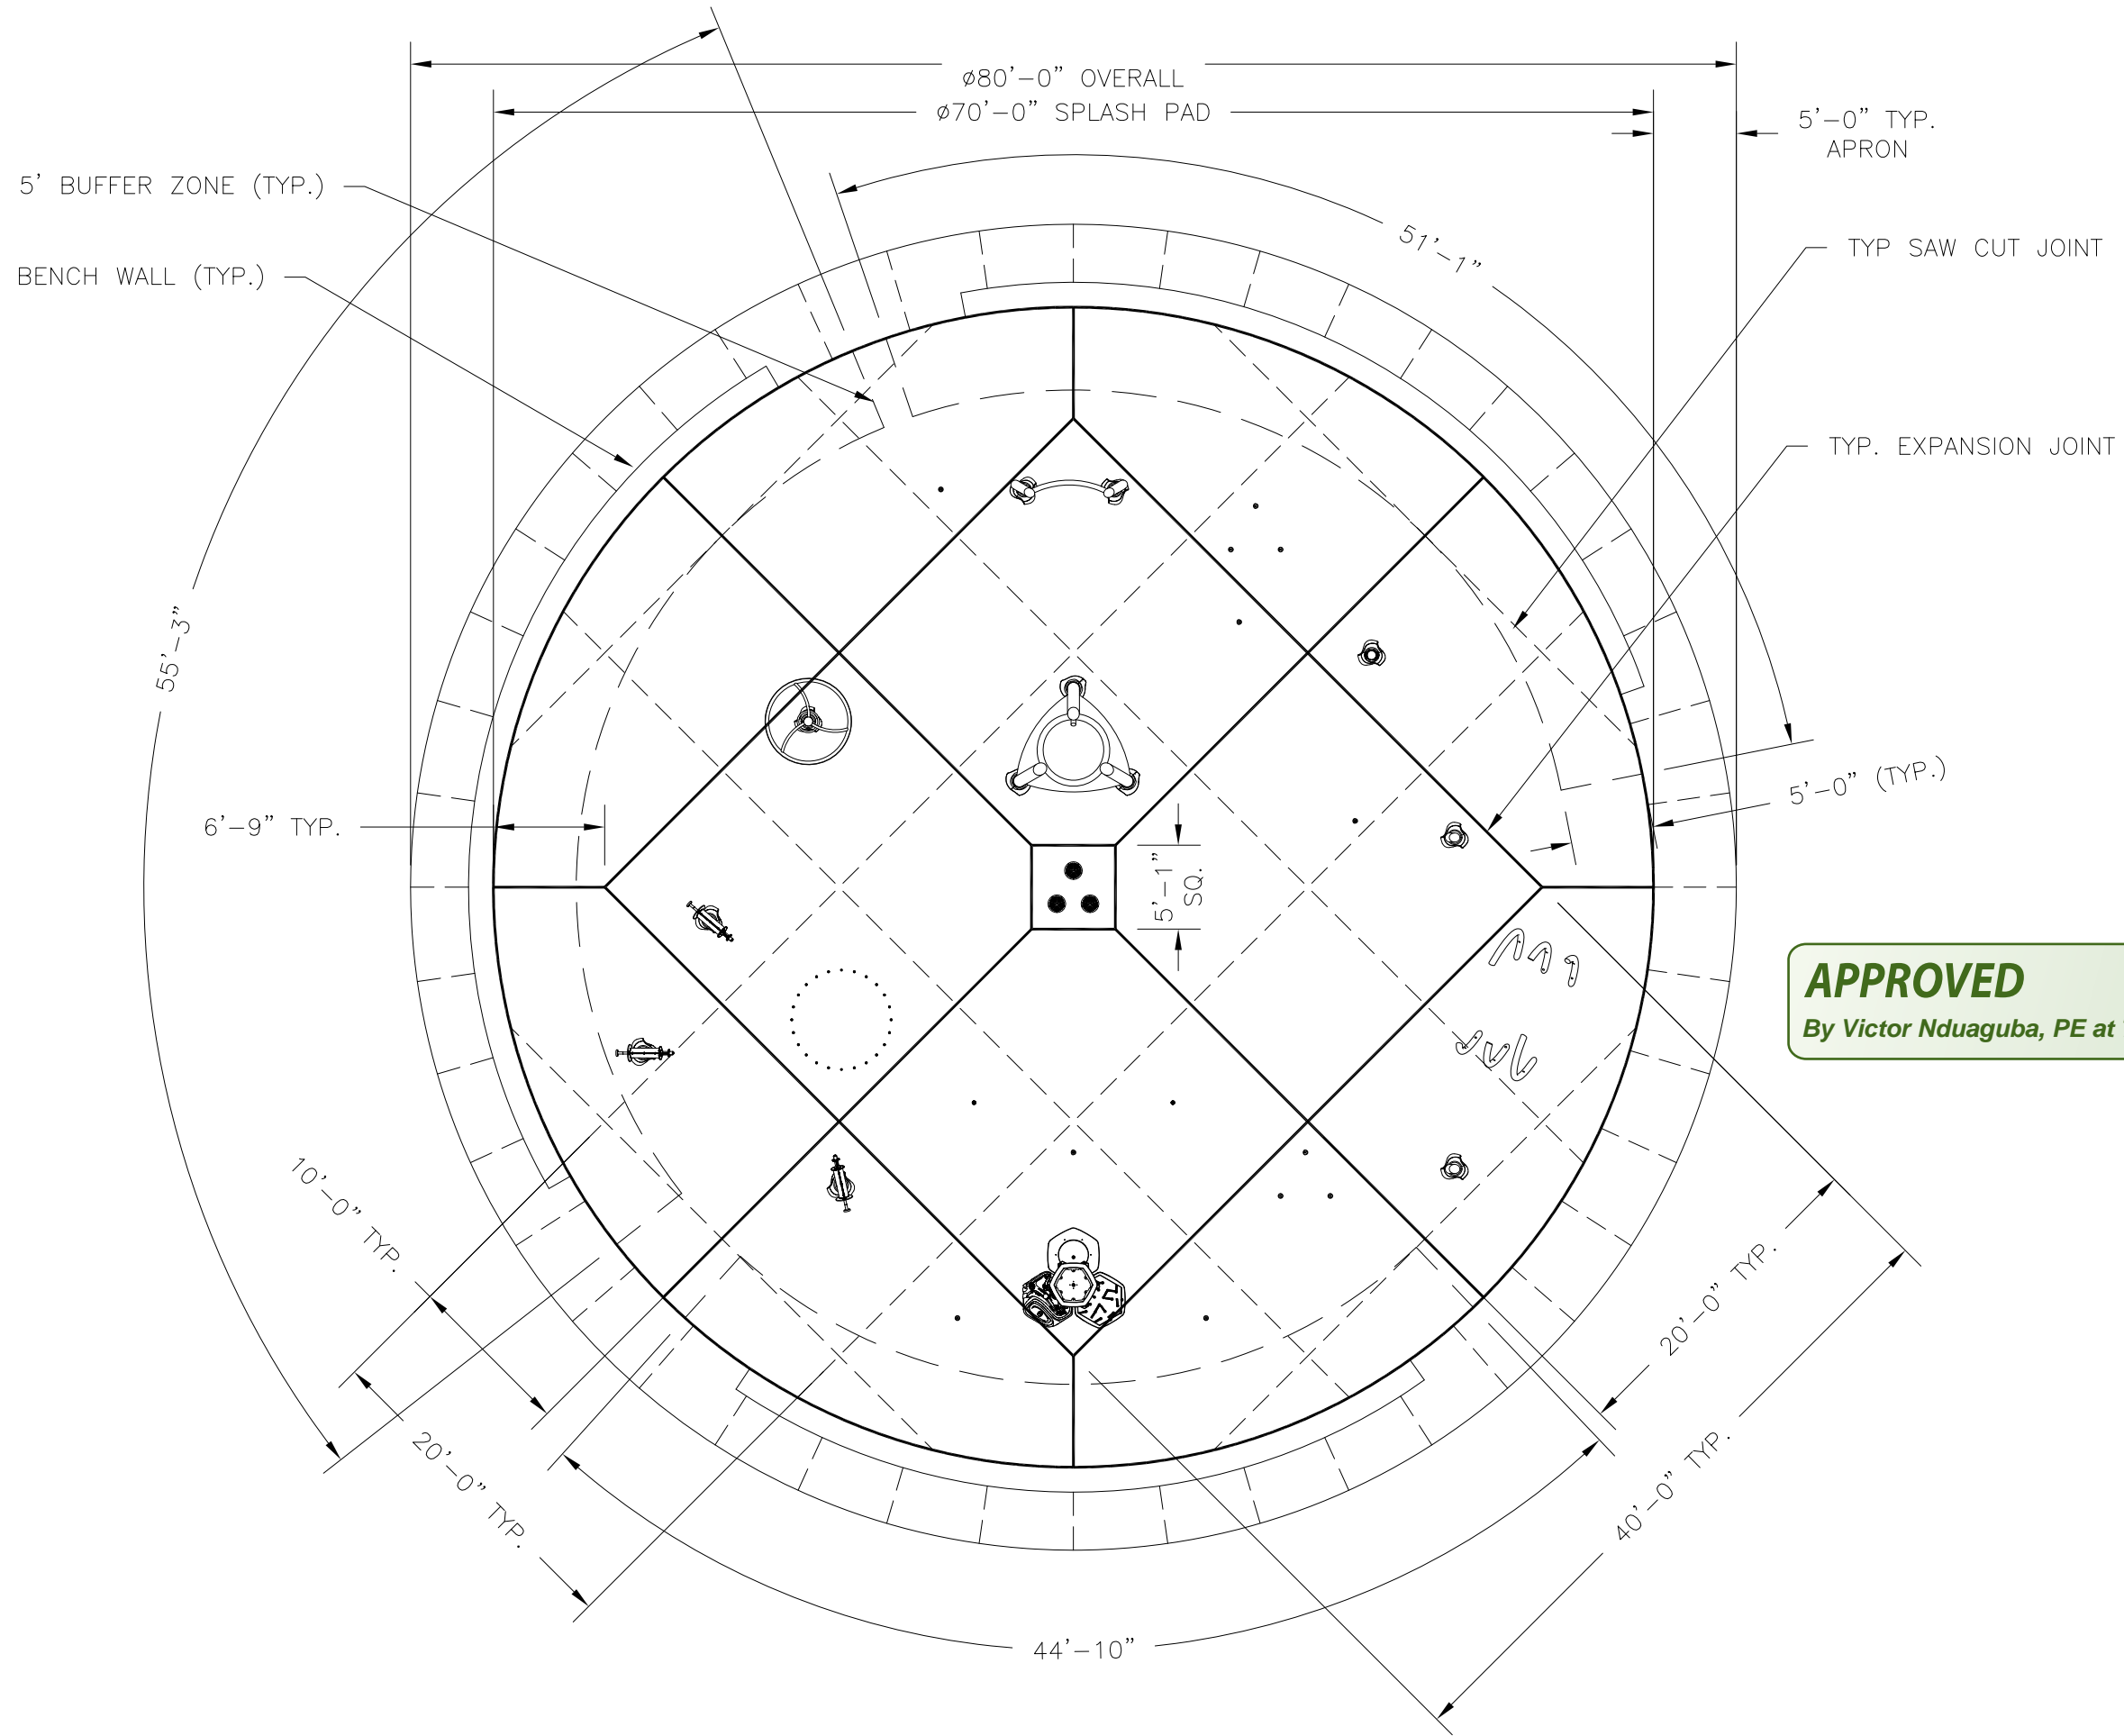 ø80'-0" OVERALL
ø70'-0" SPLASH PAD
5'-0" TYP.
APRON
5' BUFFER ZONE (TYP.)
BENCH WALL (TYP.)
51'-1"
TYP SAW CUT JOINT
TYP. EXPANSION JOINT
55'-3"
6'-9" TYP.
5'-0" (TYP.)
5'-1"
SQ.
APPROVED
By Victor Nduaguba, PE at
10'-0" TYP.
20'-0" TYP.
20'-0" TYP.
40'-0" TYP.
44'-10"